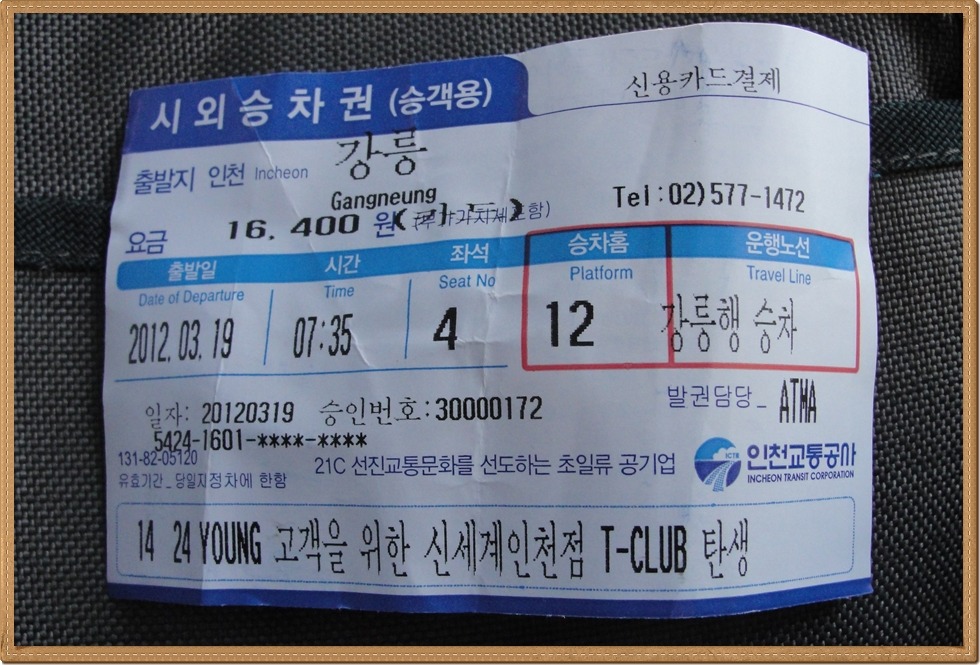 시외승차권 (승객용)
신용카드결제
출발지 인천 Incheon 강릉
Gangneung
Tel:02)577-1472
요금 16,400 원
출발일 시간 좌석 승차홈 운행노선
Date of Departure Time Seat No Platform Travel Line
2012.03.19 07:35 4 12 강릉행 승차
일자: 20120319 승인번호:30000172
발권담당_ ATMA
5424-1601-****-****
131-82-05120
유효기간_당일지정차에 한함
21C 선진교통문화를 선도하는 초일류 공기업
ICTR
인천교통공사
INCHEON TRANSIT CORPORATION
14 24 YOUNG 고객을 위한 신세계인천점 T-CLUB 탄생